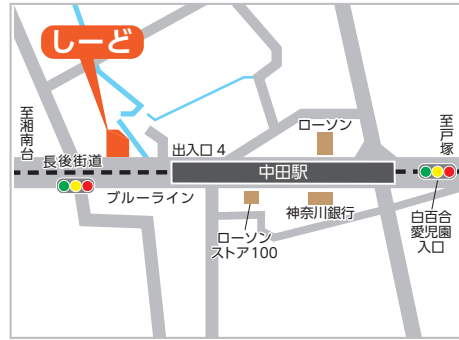 しーど
至湘南台
長後街道
出入口 4
ローソン
至戸塚
中田駅
ブルーライン
ローソン
ストア100
神奈川銀行
白百合
愛児園
入口